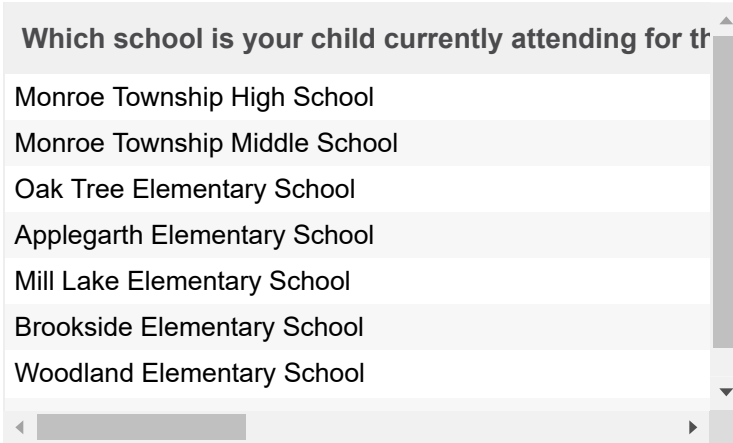 Which school is your child currently attending for th
Monroe Township High School
Monroe Township Middle School
Oak Tree Elementary School
Applegarth Elementary School
Mill Lake Elementary School
Brookside Elementary School
Woodland Elementary School